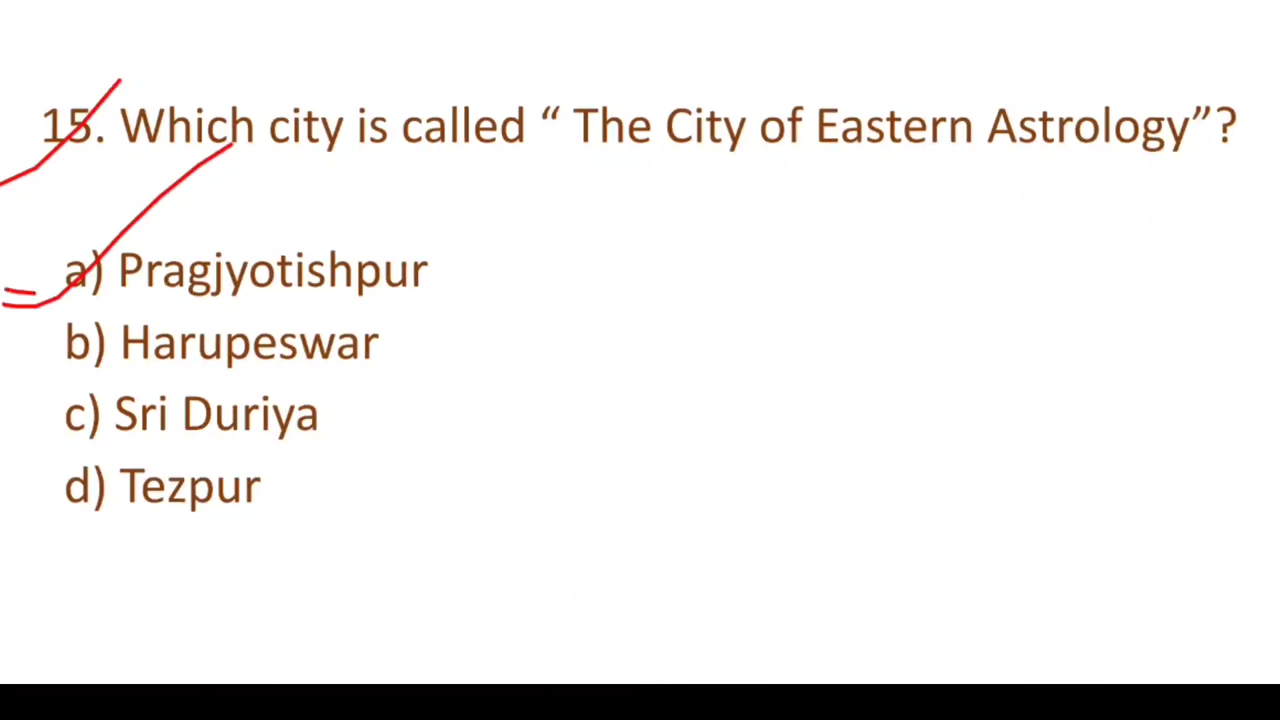 15. Which city is called “ The City of Eastern Astrology”?
a) Pragjyotishpur
b) Harupeswar
c) Sri Duriya
d) Tezpur